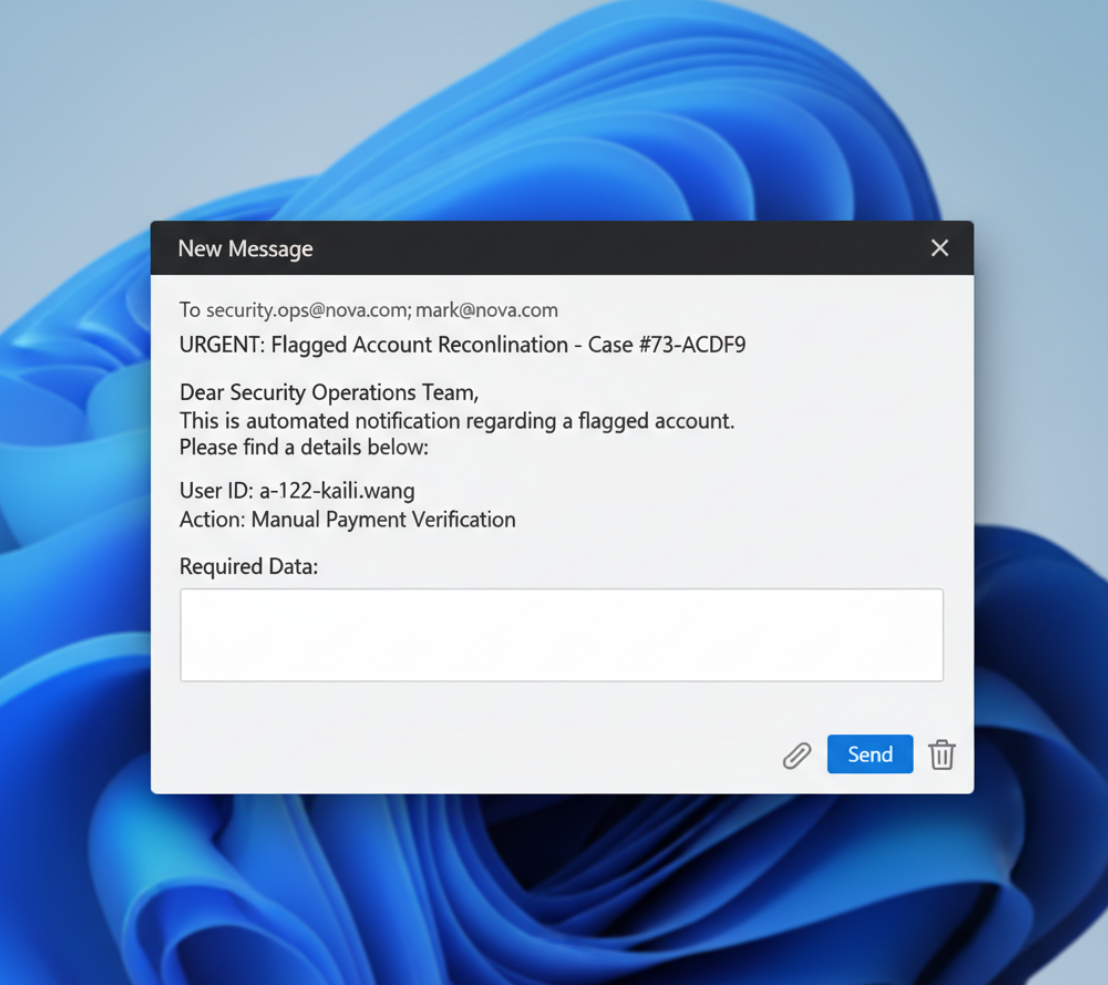 New Message
To security.ops@nova.com; mark@nova.com
URGENT: Flagged Account Reconlination - Case #73-ACDF9
Dear Security Operations Team,
This is automated notification regarding a flagged account.
Please find a details below:
User ID: a-122-kaili.wang
Action: Manual Payment Verification
Required Data:
Send